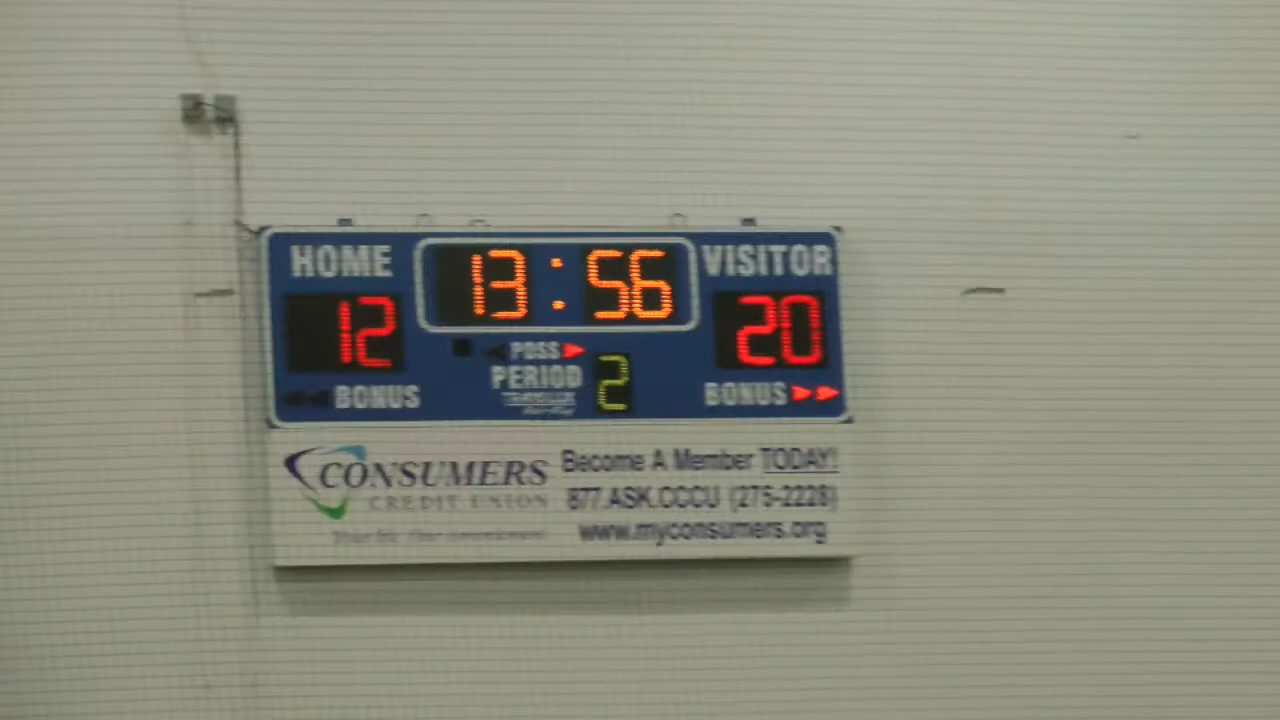 HOME 13:56 VISITOR
12 POSS 20
BONUS PERIOD 2 BONUS
CONSUMERS
CREDIT UNION
Become A Member TODAY!
877.ASK.CCCU (275-2228)
www.myconsumers.org